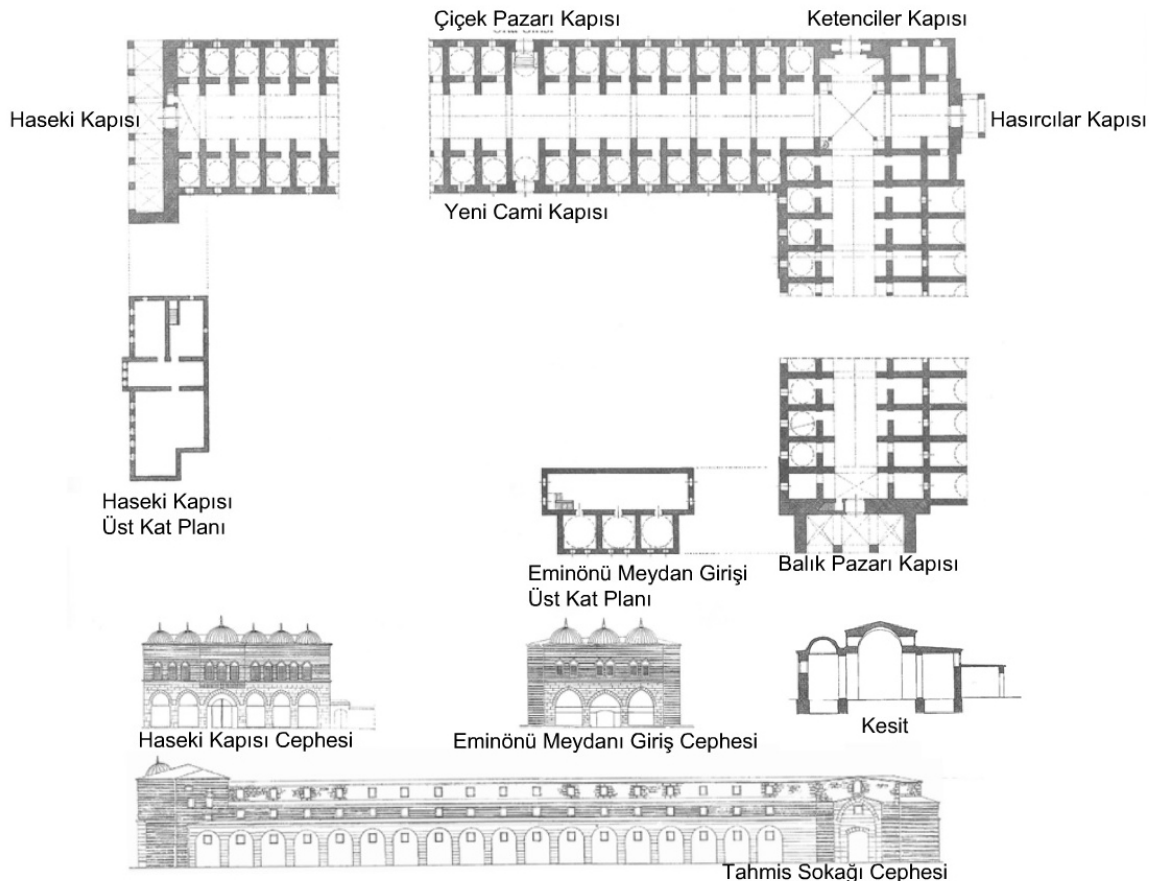 Çiçek Pazarı Kapısı
Ketenciler Kapısı
Haseki Kapısı
Hasırcılar Kapısı
Yeni Cami Kapısı
Haseki Kapısı
Üst Kat Planı
Eminönü Meydan Girişi
Üst Kat Planı
Balık Pazarı Kapısı
Haseki Kapısı Cephesi
Eminönü Meydanı Giriş Cephesi
Kesit
Tahmis Sokağı Cephesi